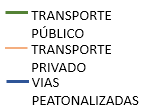 TRANSPORTE
PÚBLICO
TRANSPORTE
PRIVADO
VIAS
PEATONALIZADAS